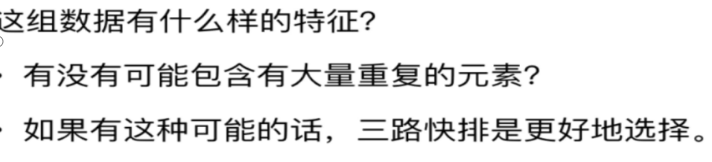 这组数据有什么样的特征?
· 有没有可能包含有大量重复的元素?
· 如果有这种可能的话，三路快排是更好地选择。